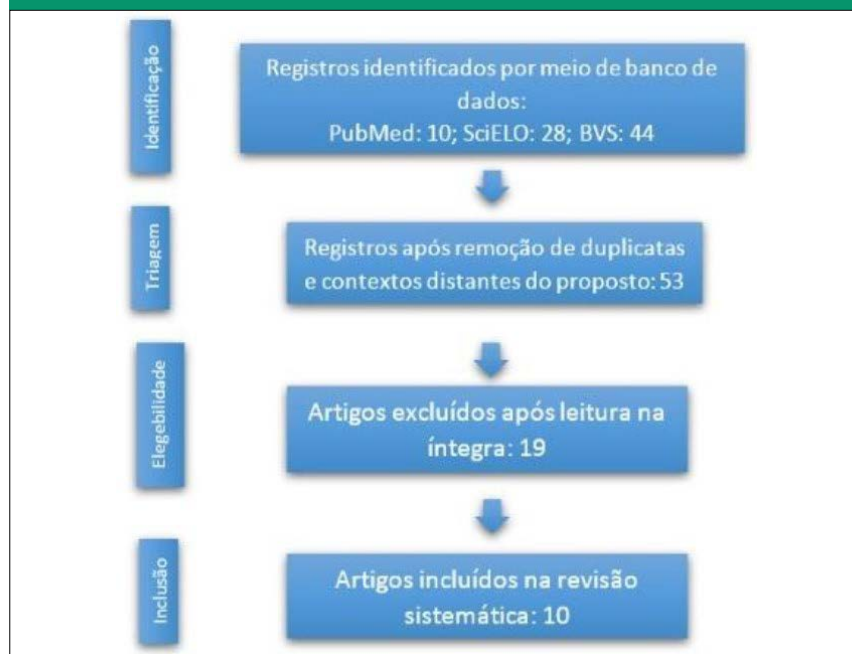 Identificação
Registros identificados por meio de banco de
dados:
PubMed: 10; SciELO: 28; BVS: 44
Triagem
Registros após remoção de duplicatas
e contextos distantes do proposto: 53
Elegebilidade
Artigos excluídos após leitura na
íntegra: 19
Inclusão
Artigos incluídos na revisão
sistemática: 10